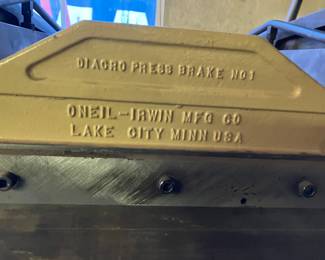 DIACRO PRESS BRAKE NO 1
ONEIL-IRWIN MFG CO
LAKE CITY MINN USA